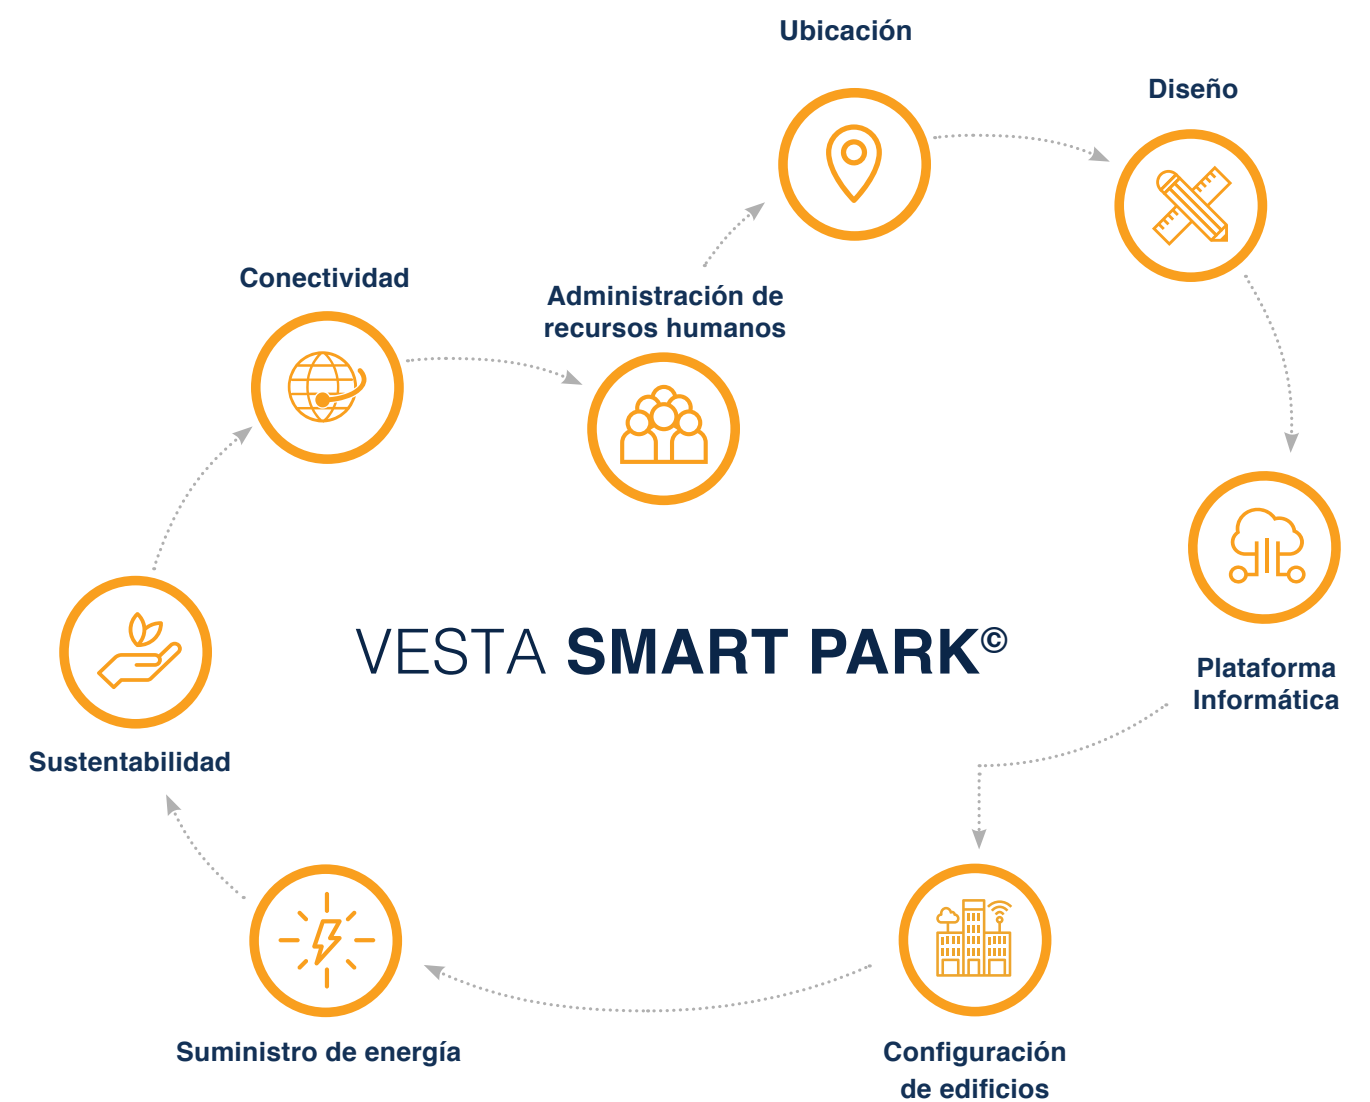 Ubicación
Diseño
Conectividad
Administración de
recursos humanos
VESTA SMART PARK©
Plataforma
Informática
Sustentabilidad
Suministro de energía
Configuración
de edificios